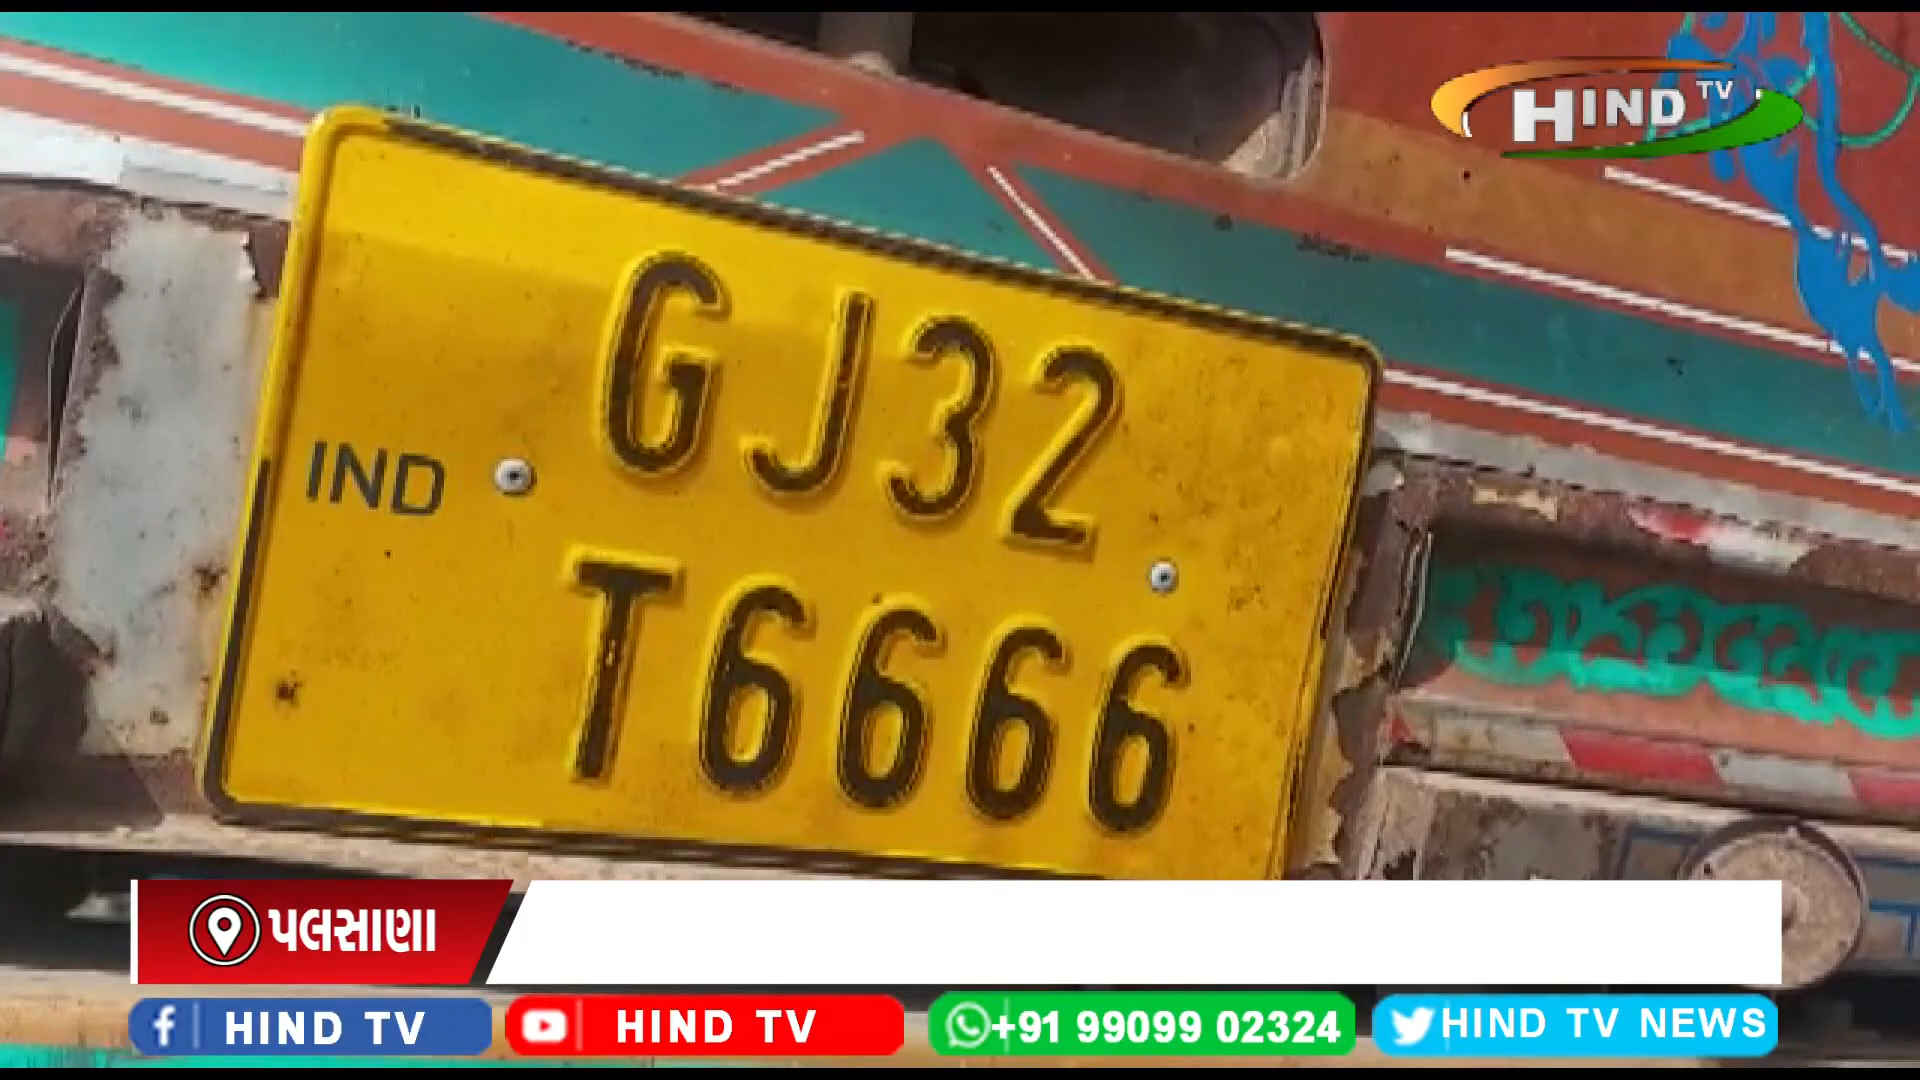 HIND TV
GJ32
IND
T6666
પલસાણા
HIND TV
HIND TV
+91 99099 02324
HIND TV NEWS